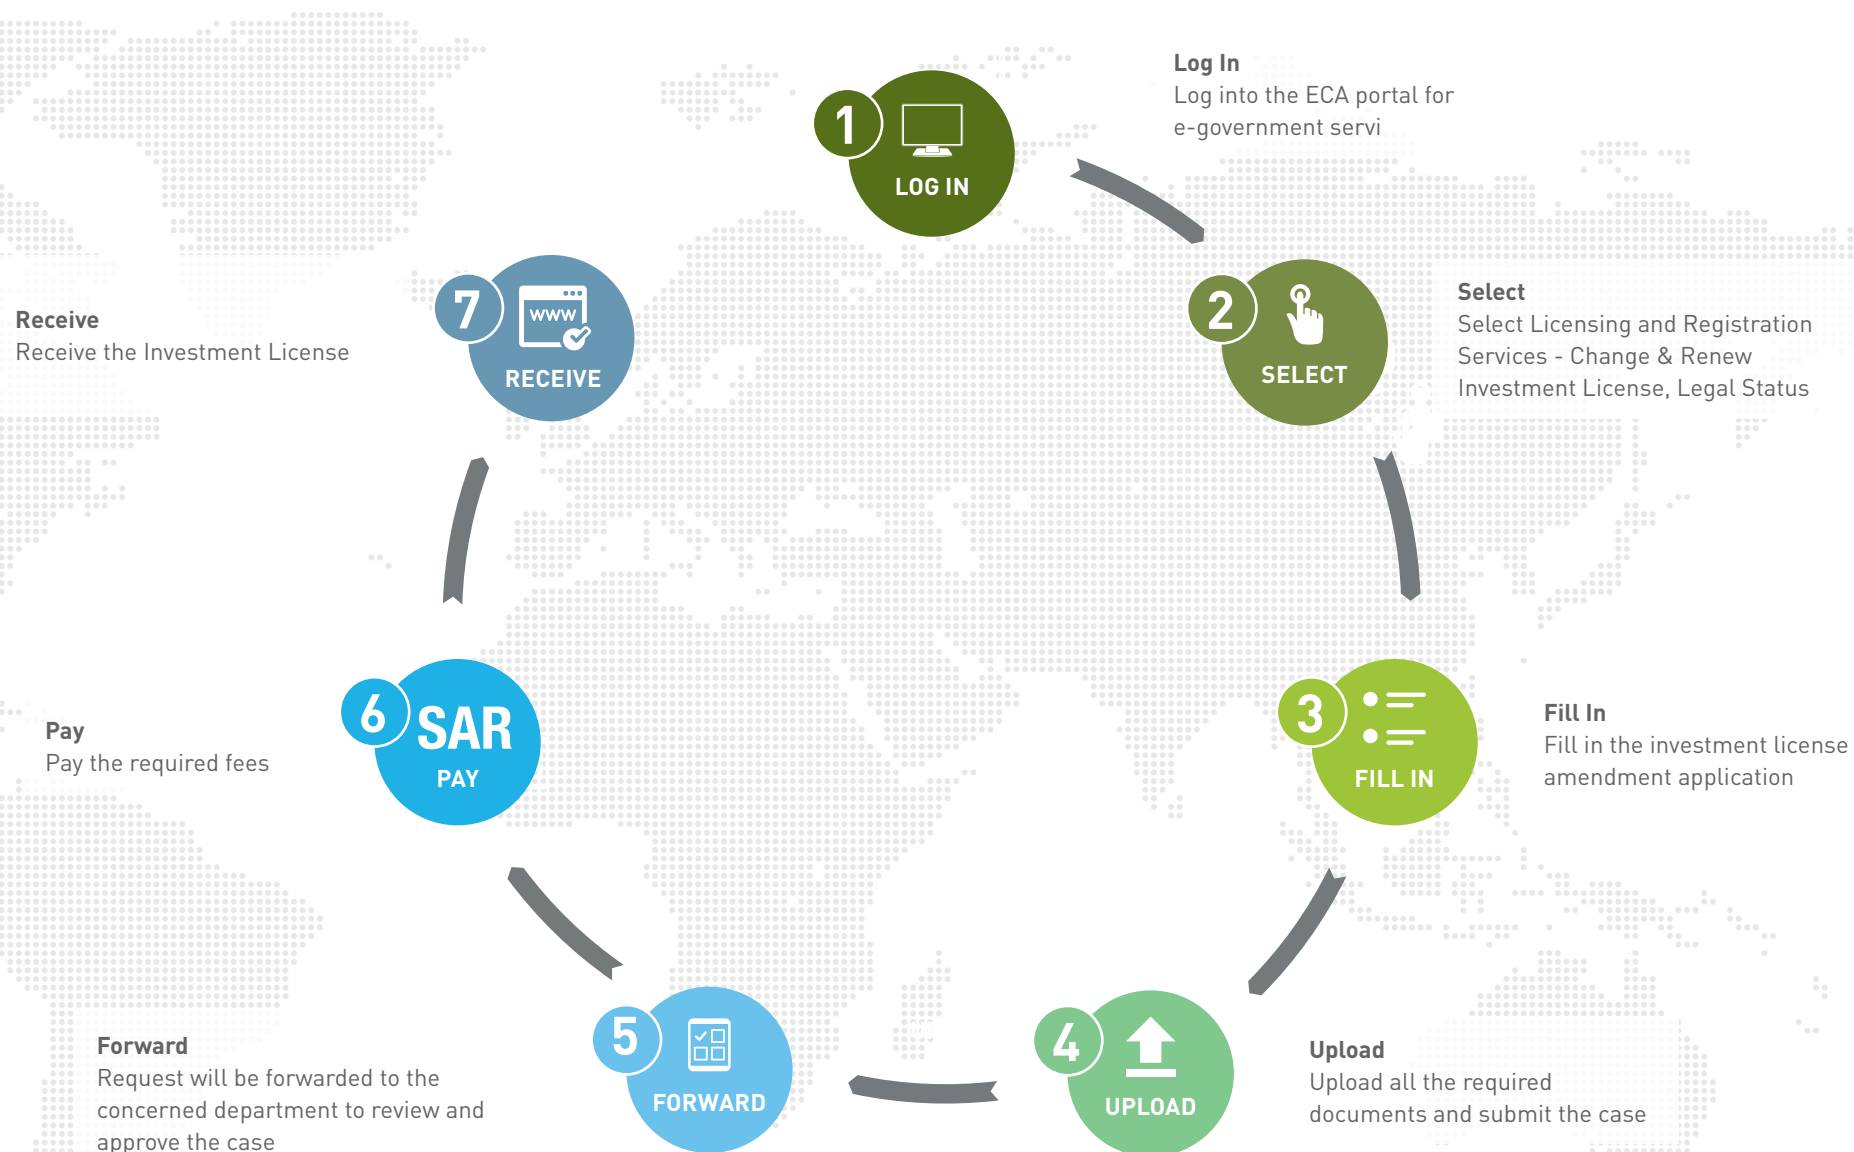 1
LOG IN
Log In
Log into the ECA portal for
e-government servi
2
SELECT
Select
Select Licensing and Registration
Services - Change & Renew
Investment License, Legal Status
3
FILL IN
Fill In
Fill in the investment license
amendment application
4
UPLOAD
Upload
Upload all the required
documents and submit the case
5
FORWARD
Forward
Request will be forwarded to the
concerned department to review and
approve the case
6
SAR
PAY
Pay
Pay the required fees
7
WWW
RECEIVE
Receive
Receive the Investment License